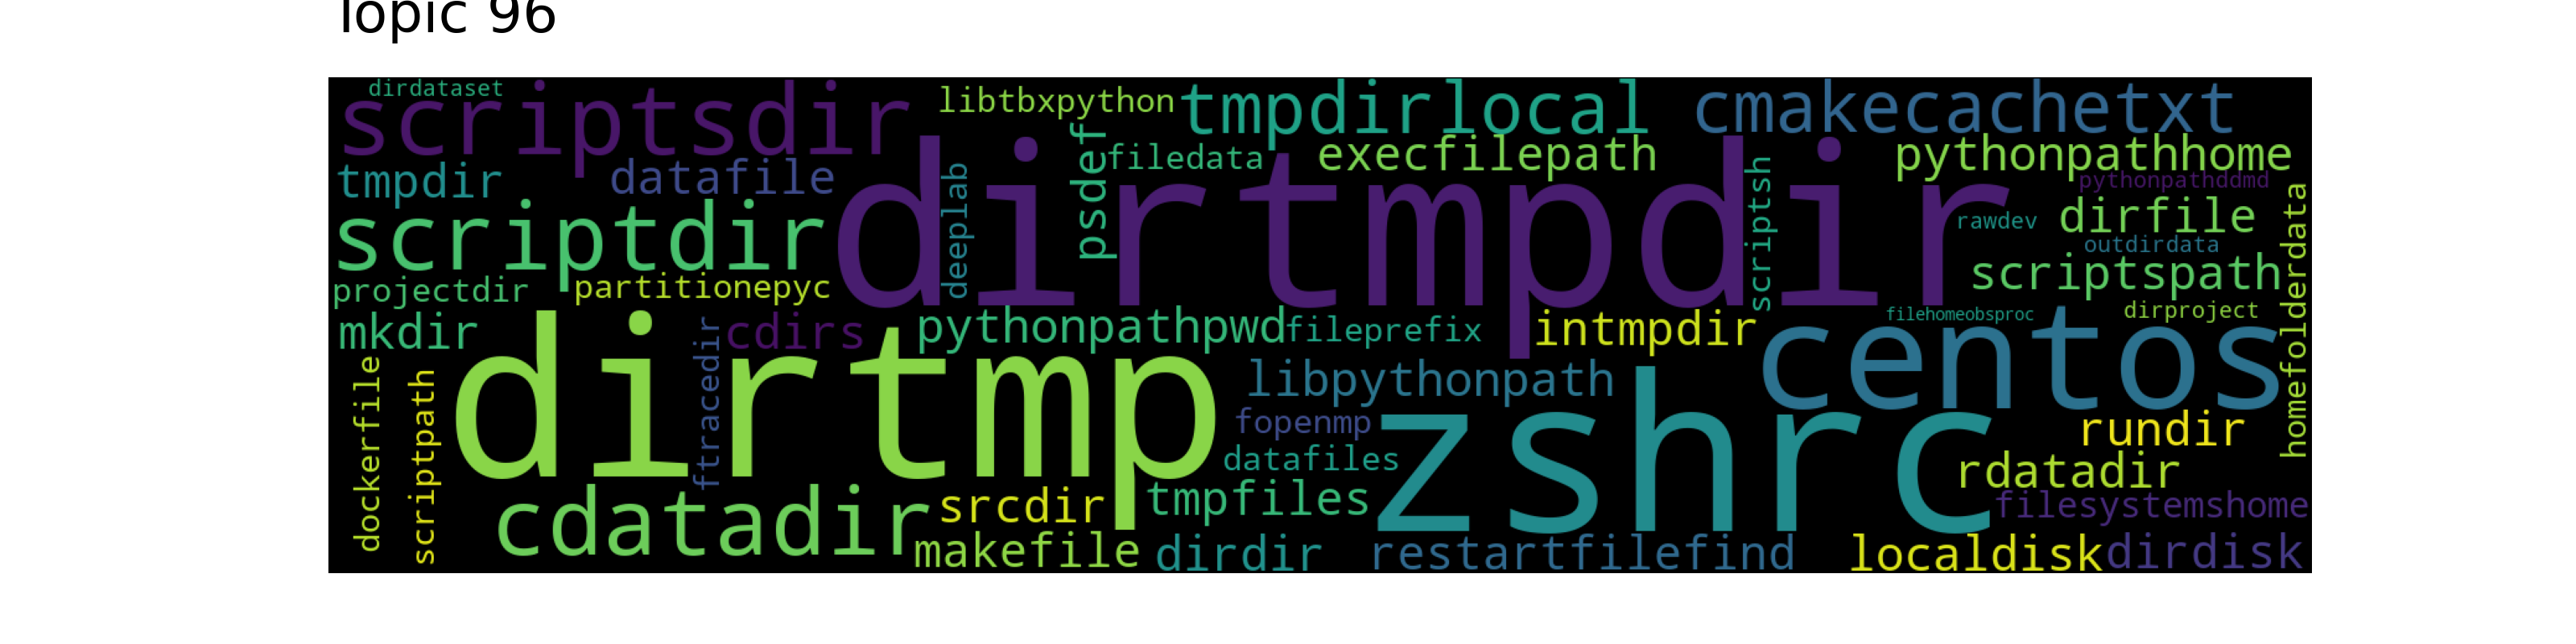 Topic 96
dirdataset
scriptsdir
libtbxpython
tmpdirlocal
cmakecachetxt
tmpdir
datafile
psdef
filedata
execfilepath
pythonpathhome
pythonpathddmd
scriptdir
deeplab
dirtmpdir
scriptsh
rawdev
dirfile
outdirdata
scriptspath
homefolderdata
projectdir
partitionepyc
mkdir
ftracedir
cdirs
pythonpathpwd
fileprefix
intmpdir
filehomeobsproc
dirproject
centos
dockerfile
scriptpath
dirtmp
libpythonpath
fopenmp
zshrc
rundir
datafiles
rdatadir
cdatadir
srcdir
tmpfiles
filesystemshome
makefile
dirdir
restartfilefind
localdisk
dirdisk